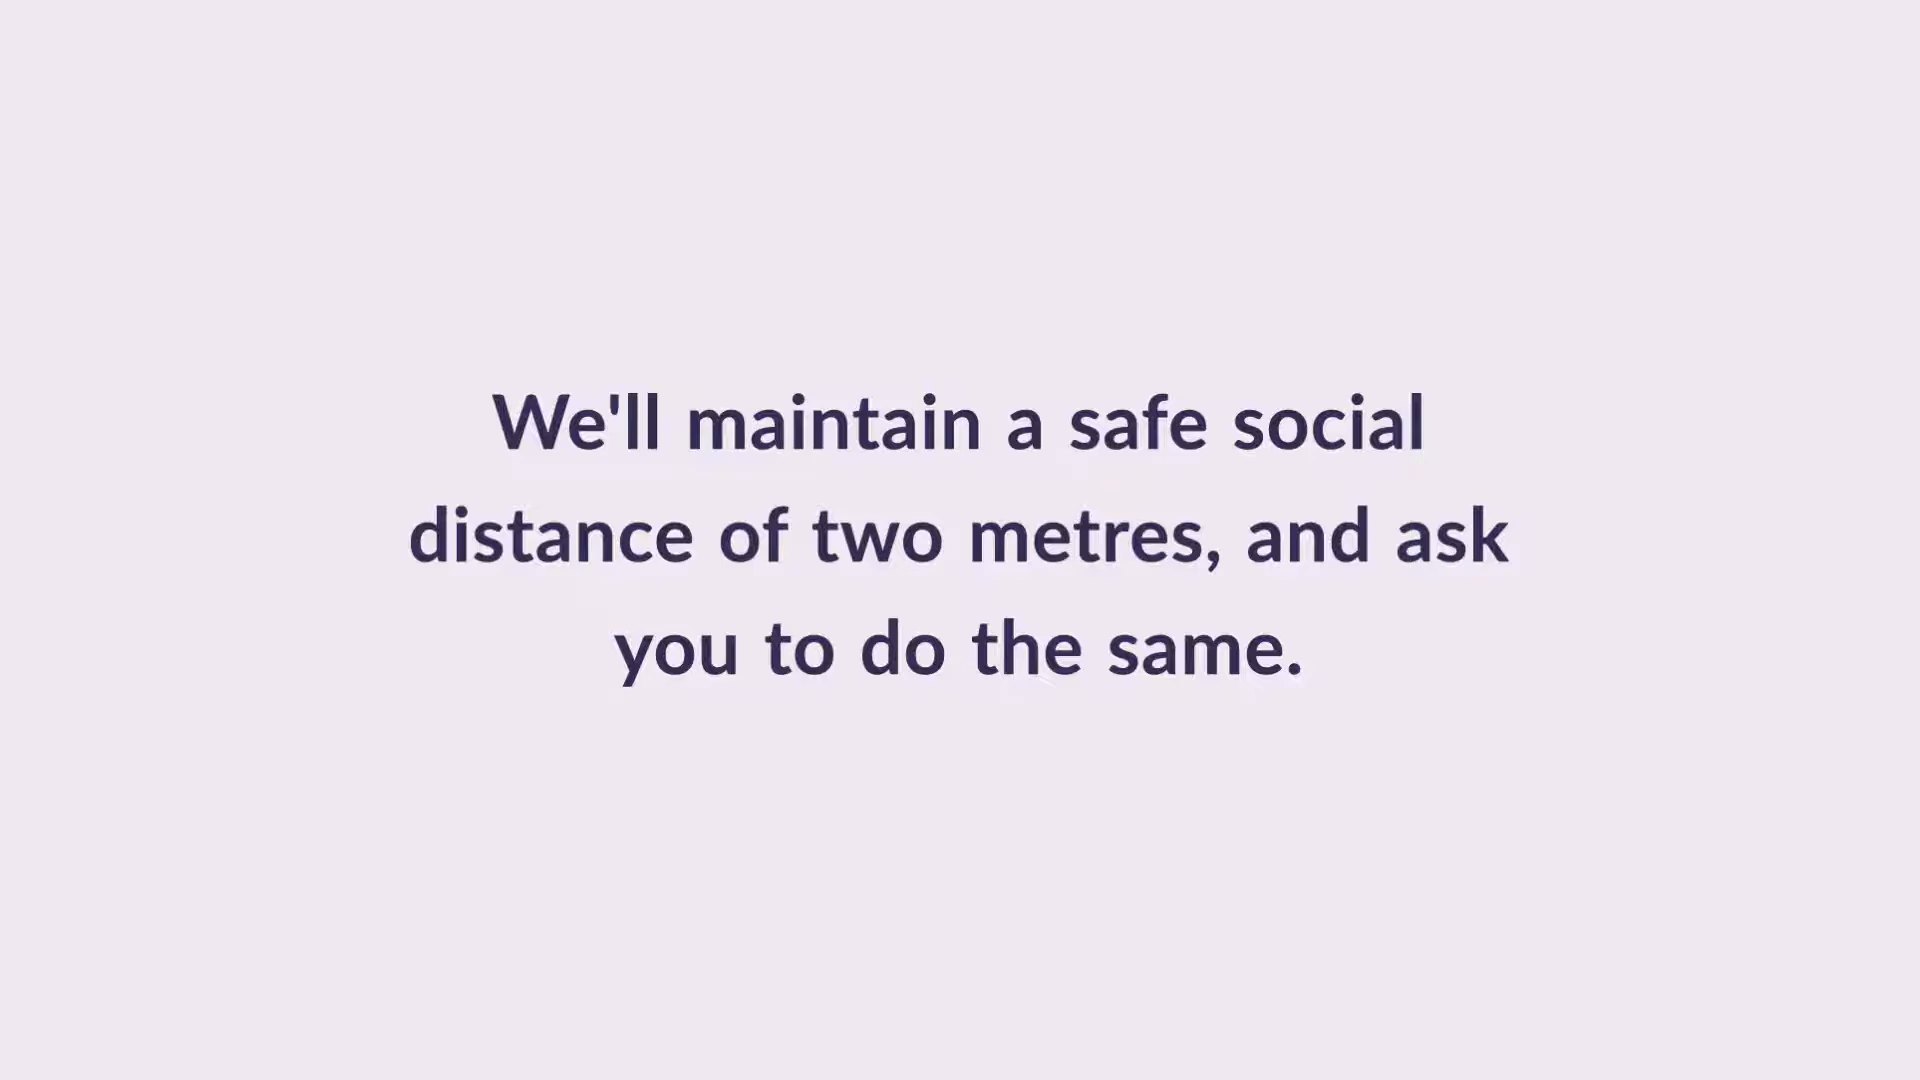 We'll maintain a safe social
distance of two metres, and ask
you to do the same.